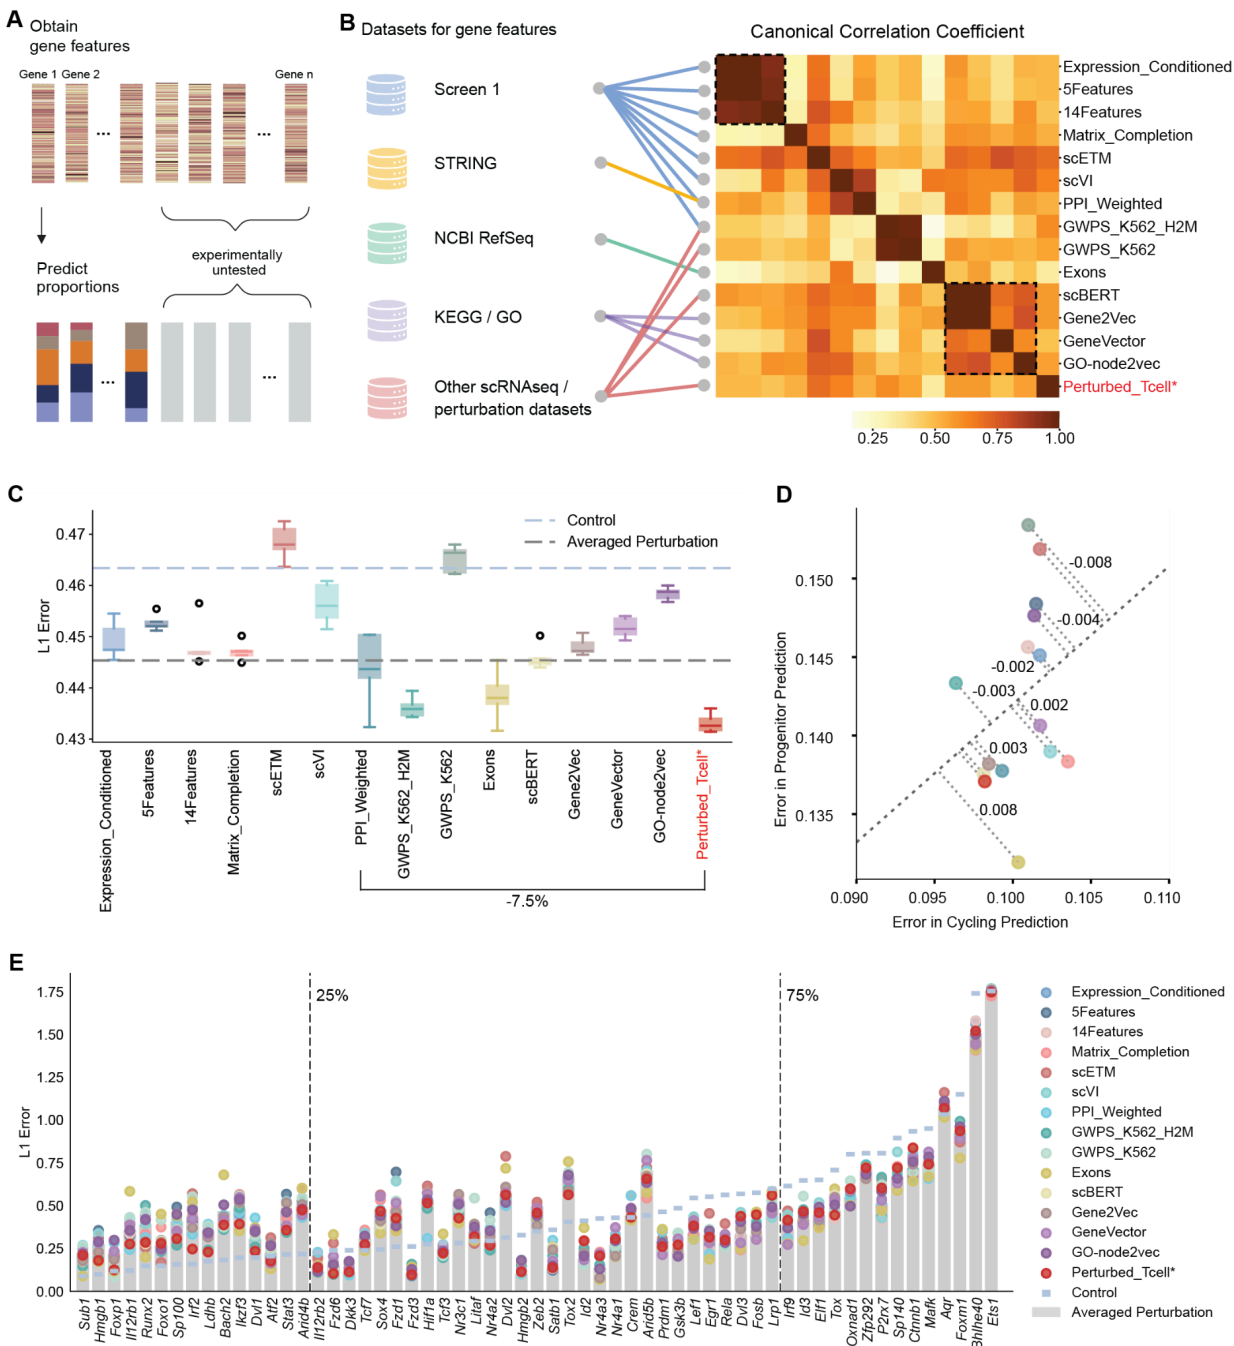 A
Obtain
gene features
Gene 1 Gene 2 Gene n
...
...
experimentally
untested
Predict
proportions
...
...
B
Datasets for gene features
Canonical Correlation Coefficient
Screen 1
STRING
NCBI RefSeq
KEGG / GO
Other scRNAseq /
perturbation datasets
Expression_Conditioned
5Features
14Features
Matrix_Completion
scETM
scVI
PPI_Weighted
GWPS_K562_H2M
GWPS_K562
Exons
scBERT
Gene2Vec
GeneVector
GO-node2vec
Perturbed_Tcell*
0.25 0.50 0.75 1.00
C
L1 Error
0.47
0.46
0.45
0.44
0.43
Control
Averaged Perturbation
Expression_Conditioned
5Features
14Features
Matrix_Completion
scETM
scVI
PPI_Weighted
GWPS_K562_H2M
GWPS_K562
Exons
scBERT
Gene2Vec
GeneVector
GO-node2vec
Perturbed_Tcell*
-7.5%
D
Error in Progenitor Prediction
0.150
0.145
0.140
0.135
-0.008
-0.004
-0.002
-0.003
0.002
0.003
0.008
0.090 0.095 0.100 0.105 0.110
Error in Cycling Prediction
E
L1 Error
1.75
1.50
1.25
1.00
0.75
0.50
0.25
0.00
25%
75%
Sub1
Hmgb1
Foxp1
Il12rb1
Runx2
Foxo1
Sp100
Irf2
Ldhb
Bach2
Ikzf3
Dvl1
Atf2
Stat3
Arid4b
Il12rb2
Fzd6
Dkk3
Tcf7
Sox4
Fzd1
Fzd3
Hif1a
Tcf3
Nr3c1
Litaf
Nr4a2
Dvl2
Hmgb2
Zeb2
Satb1
Tox2
Id2
Nr4a3
Nr4a1
Crem
Arid5b
Prdm1
Gsk3b
Lef1
Egr1
Rela
Dvl3
Fosb
Lrp1
Irf9
Id3
Elf1
Tox
Oxnad1
Zfp292
P2rx7
Sp140
Ctnnb1
Mafk
Aqr
Foxm1
Bhlhe40
Ets1
Expression_Conditioned
5Features
14Features
Matrix_Completion
scETM
scVI
PPI_Weighted
GWPS_K562_H2M
GWPS_K562
Exons
scBERT
Gene2Vec
GeneVector
GO-node2vec
Perturbed_Tcell*
Control
Averaged Perturbation